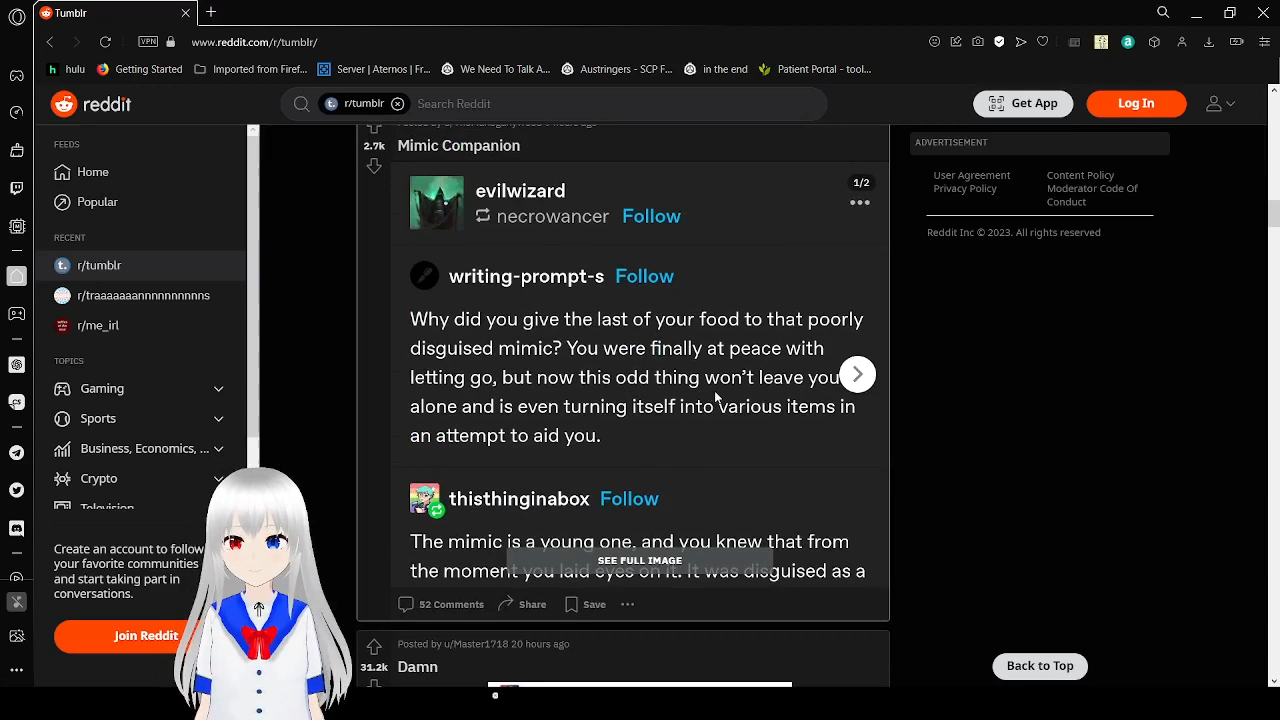 Tumblr
VPN
www.reddit.com/r/tumblr/
hulu
Getting Started
Imported from Firef...
Server | Aternos | Fr...
We Need To Talk A...
Austringers - SCP F...
in the end
Patient Portal - tool...
reddit
r/tumblr
Search Reddit
Get App
Log In
FEEDS
Home
Popular
RECENT
r/tumblr
r/traaaaaaannnnnnnnnns
r/me_irl
TOPICS
Gaming
Sports
Business, Economics, ...
Crypto
Television
Create an account to follow
your favorite communities
and start taking part in
conversations.
Join Reddit
2.7k
Mimic Companion
evilwizard
necrowancer Follow
1/2
writing-prompt-s Follow
Why did you give the last of your food to that poorly
disguised mimic? You were finally at peace with
letting go, but now this odd thing won't leave you
alone and is even turning itself into various items in
an attempt to aid you.
thisthinginabox Follow
The mimic is a young one, and you knew that from
the moment you laid eyes on it. It was disguised as a
SEE FULL IMAGE
52 Comments
Share
Save
Posted by u/Master1718 20 hours ago
31.2k
Damn
ADVERTISEMENT
User Agreement
Privacy Policy
Content Policy
Moderator Code Of
Conduct
Reddit Inc © 2023. All rights reserved
Back to Top